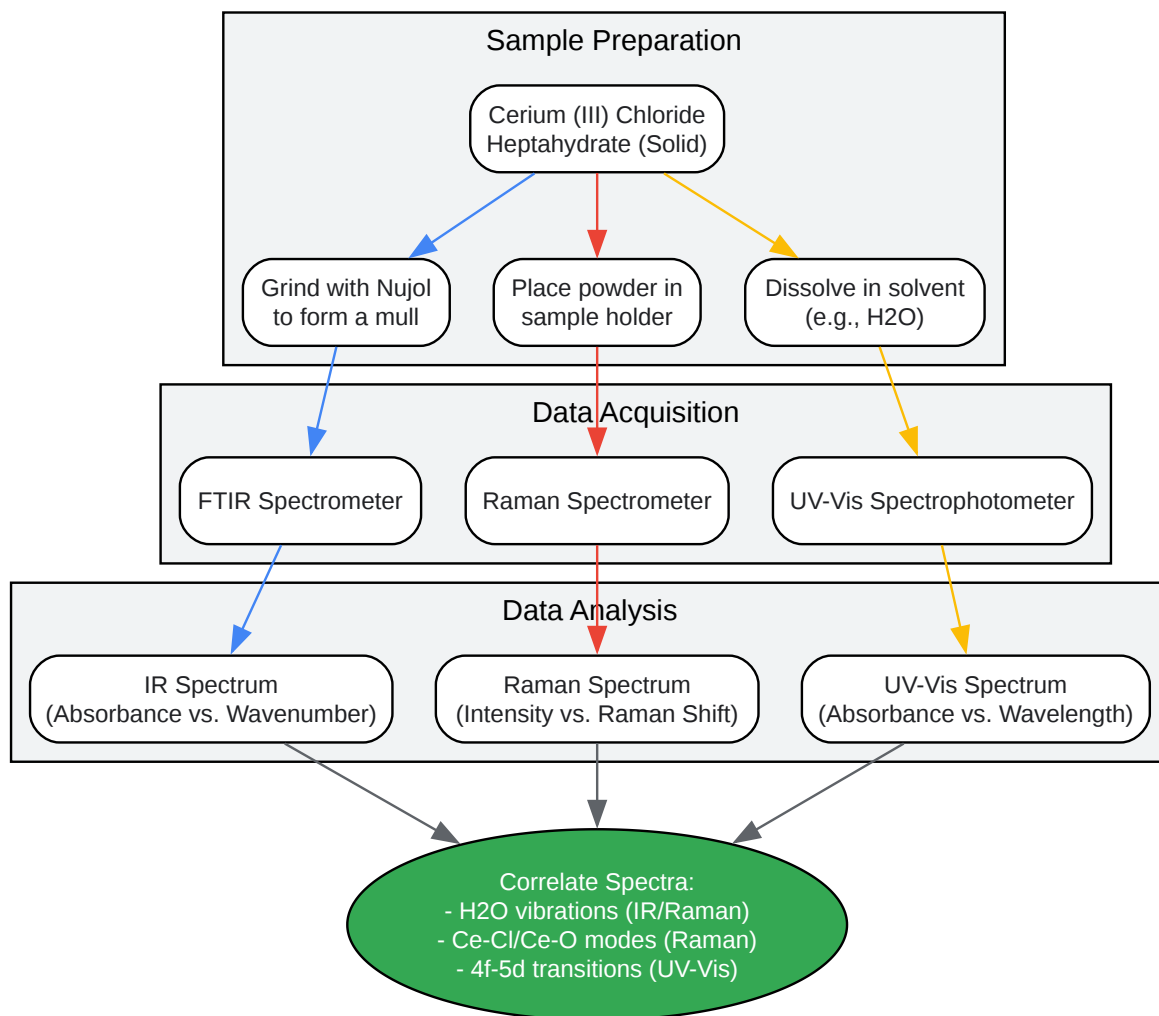 Sample Preparation
Cerium (III) Chloride
Heptahydrate (Solid)
Grind with Nujol
to form a mull
Place powder in
sample holder
Dissolve in solvent
(e.g., H2O)
Data Acquisition
FTIR Spectrometer
Raman Spectrometer
UV-Vis Spectrophotometer
Data Analysis
IR Spectrum
(Absorbance vs. Wavenumber)
Raman Spectrum
(Intensity vs. Raman Shift)
UV-Vis Spectrum
(Absorbance vs. Wavelength)
Correlate Spectra:
- H2O vibrations (IR/Raman)
- Ce-Cl/Ce-O modes (Raman)
- 4f-5d transitions (UV-Vis)